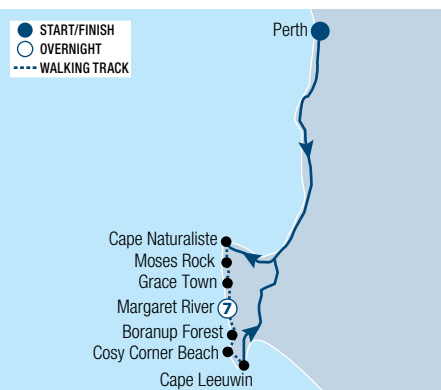 START/FINISH
OVERNIGHT
WALKING TRACK
Perth
Cape Naturaliste
Moses Rock
Grace Town
Margaret River
7
Boranup Forest
Cosy Corner Beach
Cape Leeuwin